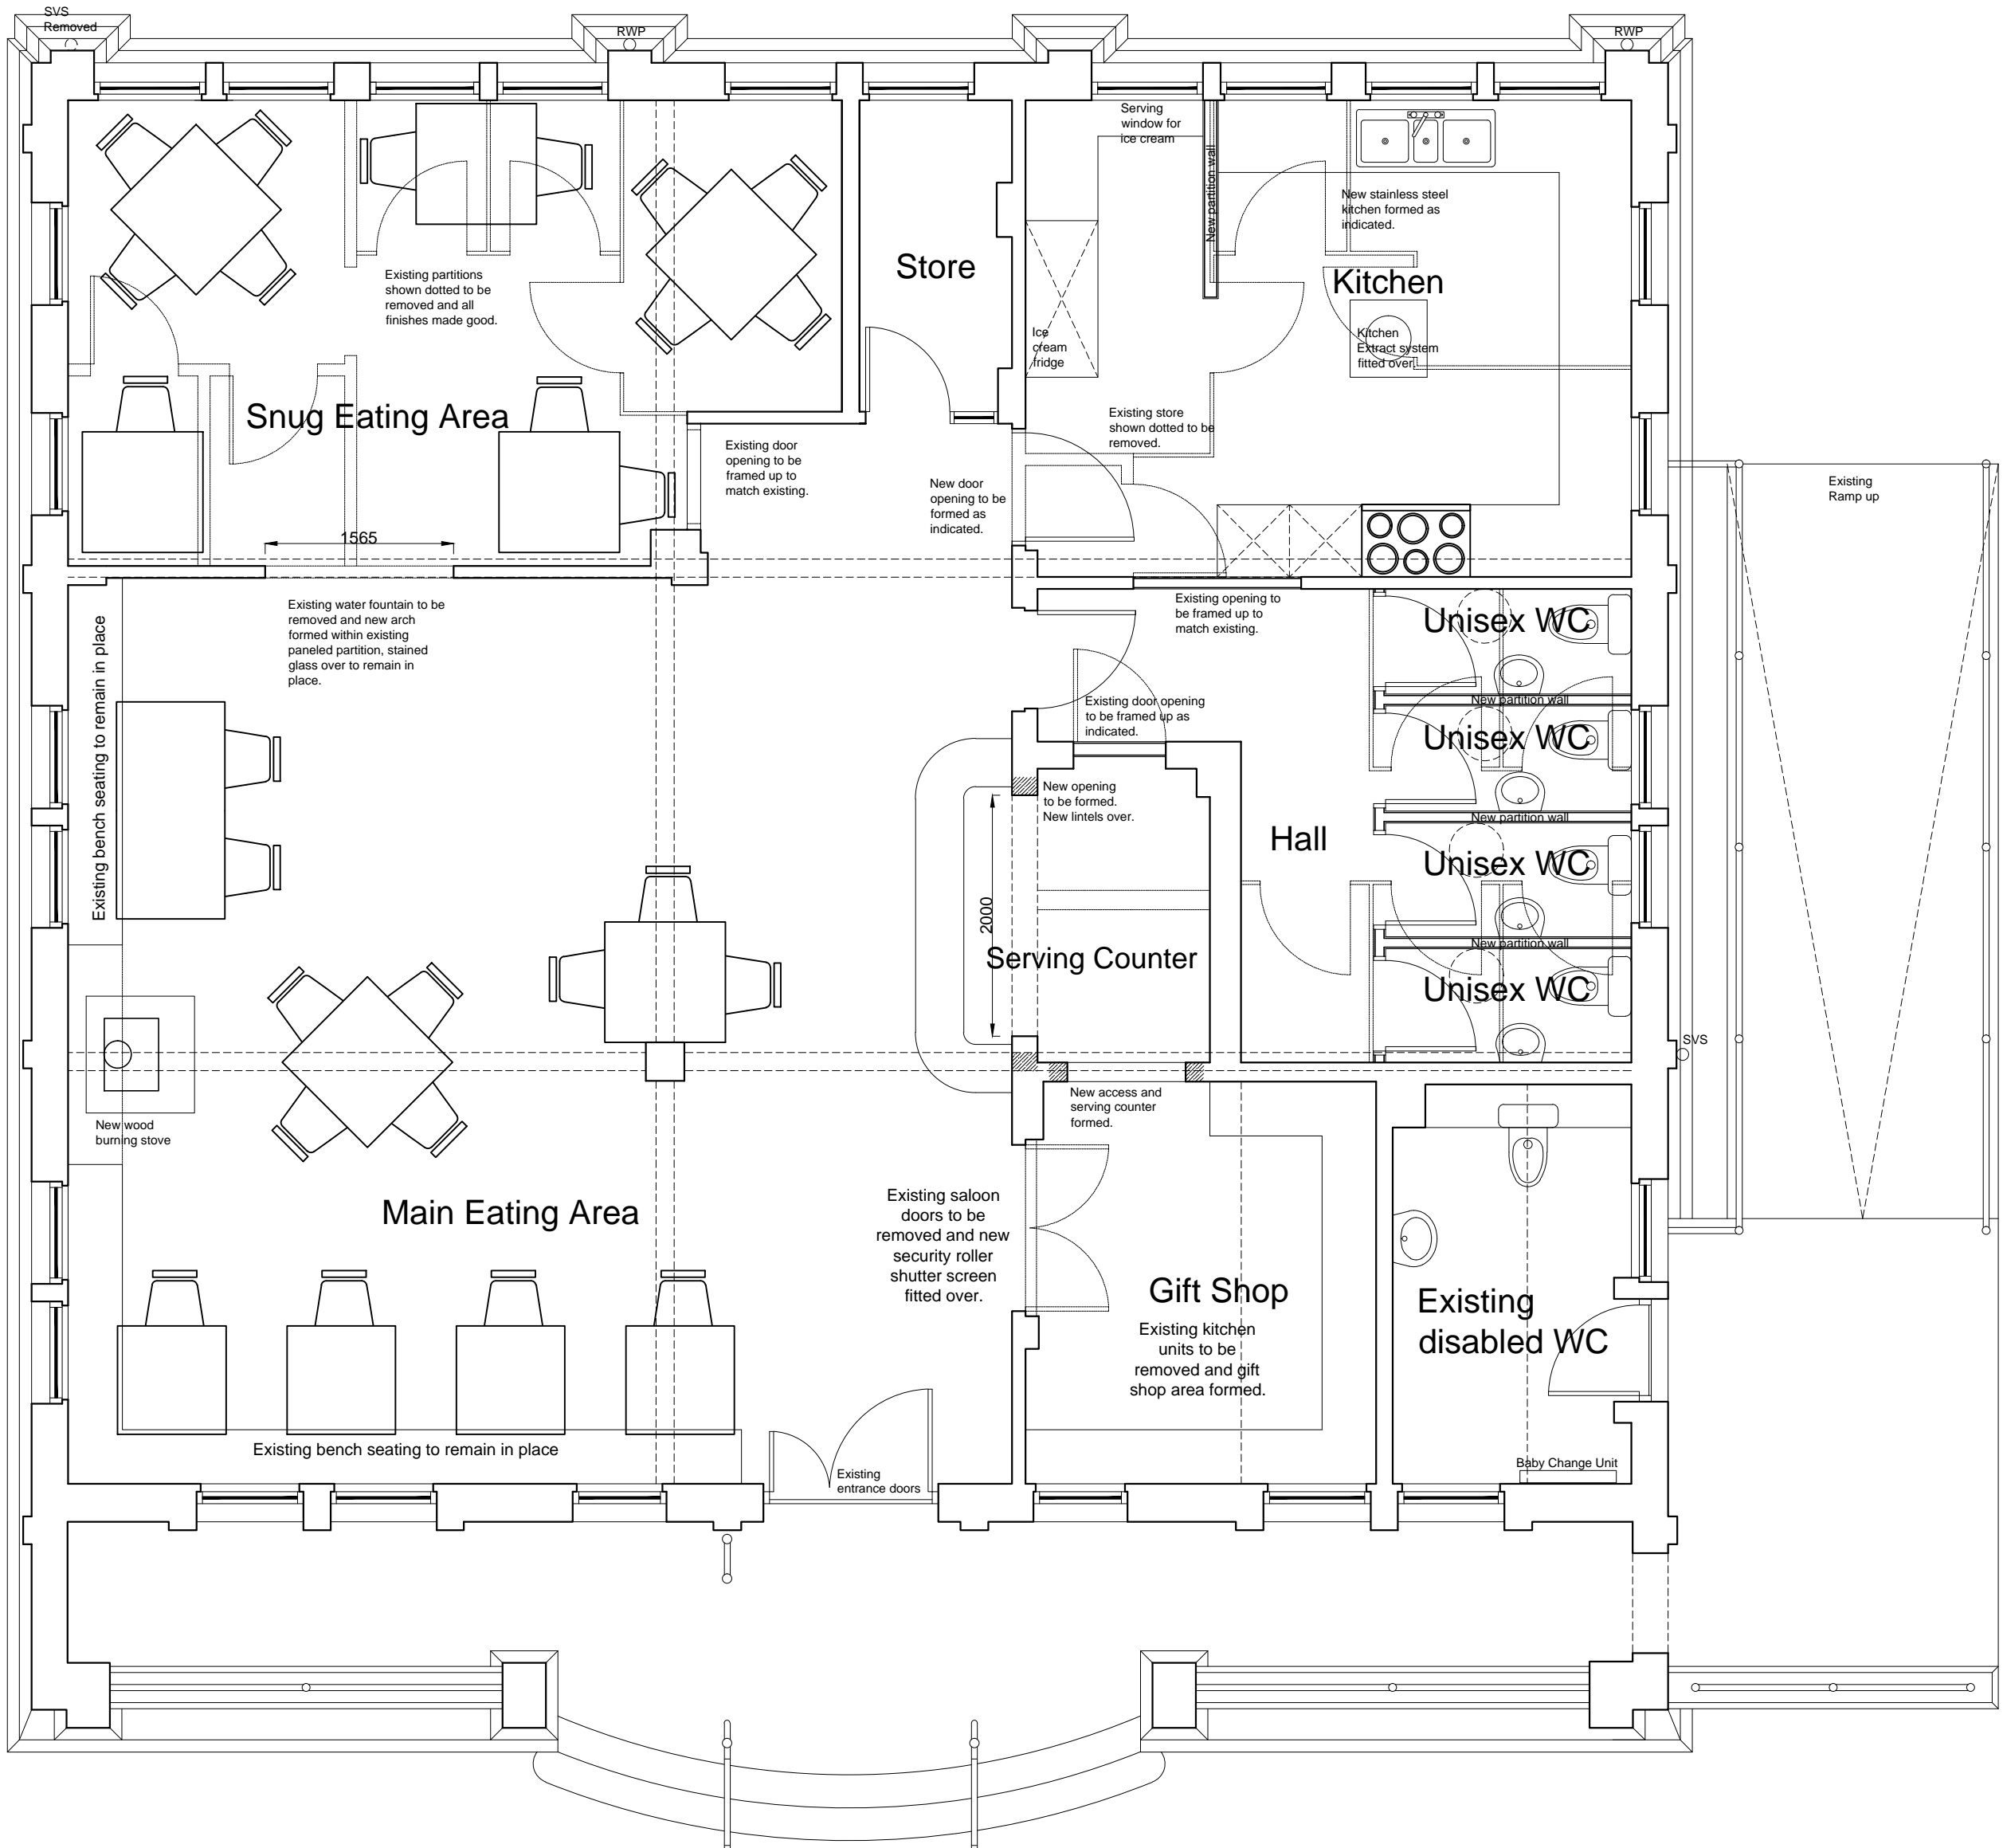 SVS
Removed
RWP
RWP
Serving
window for
ice cream
New partition wall
New stainless steel
kitchen formed as
indicated.
Store
Kitchen
Existing partitions
shown dotted to be
removed and all
finishes made good.
Ice
cream
fridge
Kitchen
Extract system
fitted over.
Snug Eating Area
Existing store
shown dotted to be
removed.
Existing door
opening to be
framed up to
match existing.
New door
opening to be
formed as
indicated.
Existing
Ramp up
1565
Existing water fountain to be
removed and new arch
formed within existing
paneled partition, stained
glass over to remain in
place.
Existing opening to
be framed up to
match existing.
Unisex WC
Existing bench seating to remain in place
New partition wall
Existing door opening
to be framed up as
indicated.
Unisex WC
New opening
to be formed.
New lintels over.
New partition wall
Hall
Unisex WC
2000
New partition wall
Serving Counter
Unisex WC
SVS
New access and
serving counter
formed.
New wood
burning stove
Main Eating Area
Existing saloon
doors to be
removed and new
security roller
shutter screen
fitted over.
Gift Shop
Existing kitchen
units to be
removed and gift
shop area formed.
Existing
disabled WC
Existing bench seating to remain in place
Existing
entrance doors
Baby Change Unit